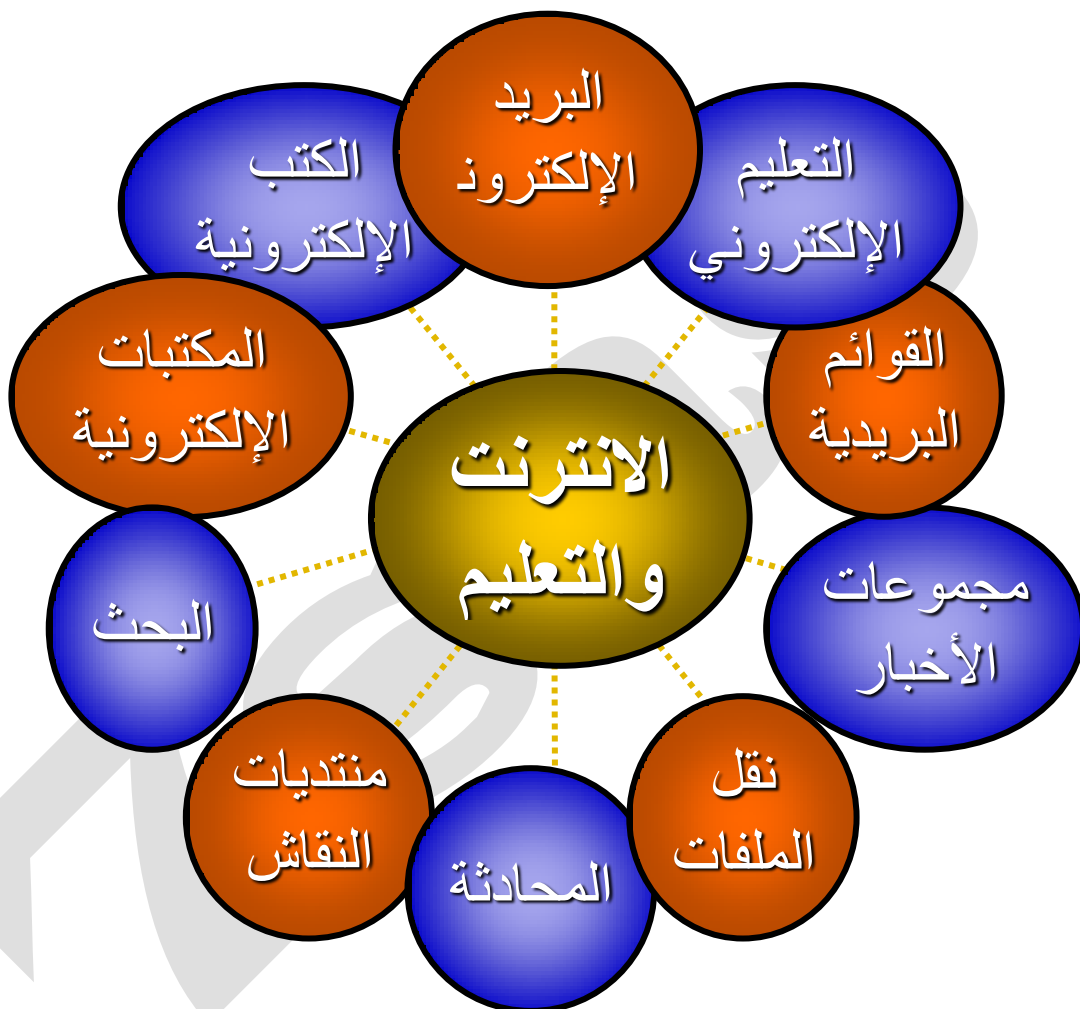 البريد
الإلكترونـ
التعليم
الإلكتروني
القوائم
البريدية
مجموعات
الأخبار
نقل
الملفات
المحادثة
منتديات
النقاش
البحث
المكتبات
الإلكترونية
الكتب
الإلكترونية
الانترنت
والتعليم